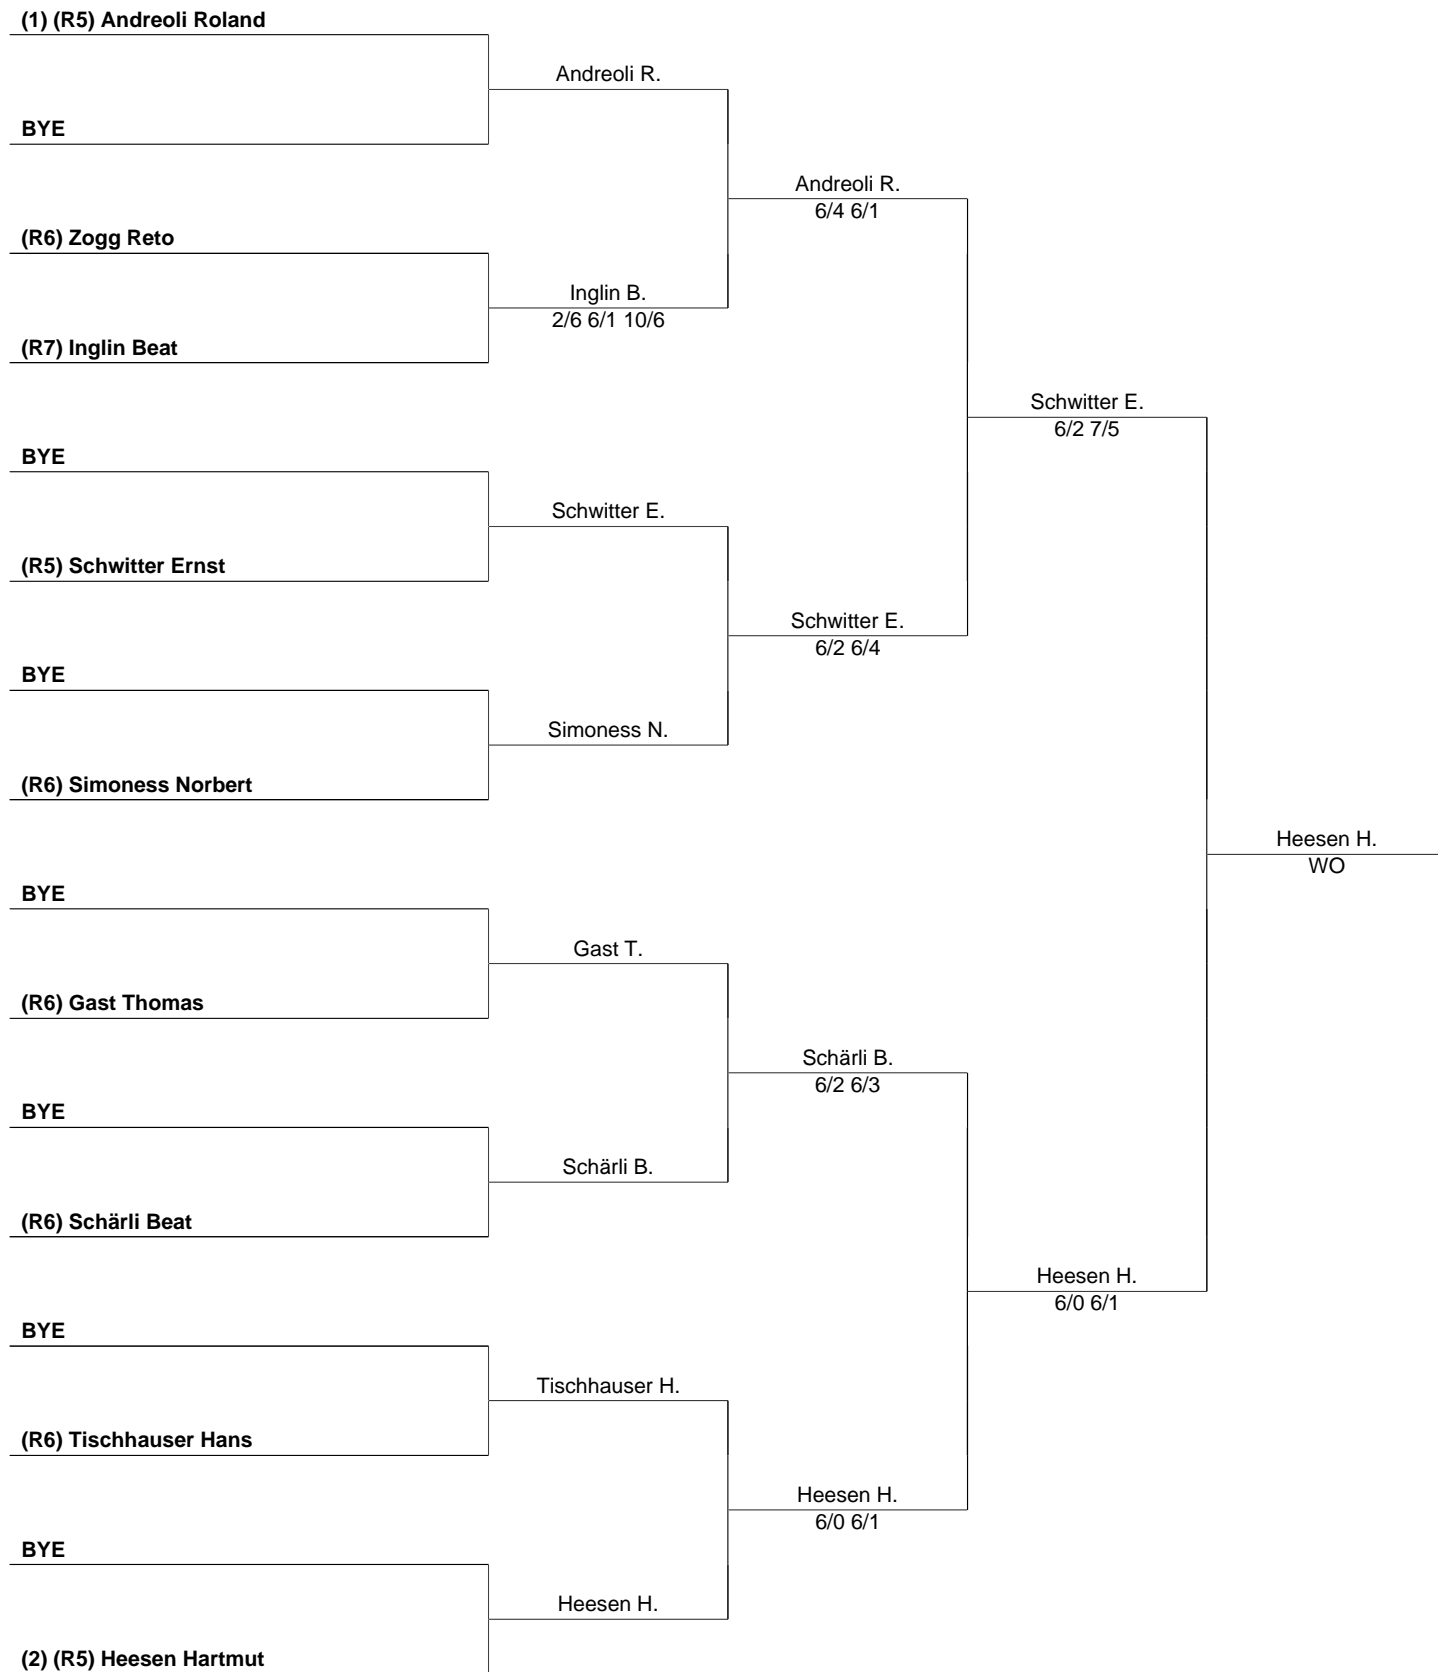 (1) (R5) Andreoli Roland
Andreoli R.
BYE
Andreoli R.
6/4 6/1
(R6) Zogg Reto
Inglin B.
2/6 6/1 10/6
(R7) Inglin Beat
Schwitter E.
6/2 7/5
BYE
Schwitter E.
(R5) Schwitter Ernst
Schwitter E.
6/2 6/4
BYE
Simoness N.
(R6) Simoness Norbert
Heesen H.
WO
BYE
Gast T.
(R6) Gast Thomas
Schärli B.
6/2 6/3
BYE
Schärli B.
(R6) Schärli Beat
Heesen H.
6/0 6/1
BYE
Tischhauser H.
(R6) Tischhauser Hans
Heesen H.
6/0 6/1
BYE
Heesen H.
(2) (R5) Heesen Hartmut